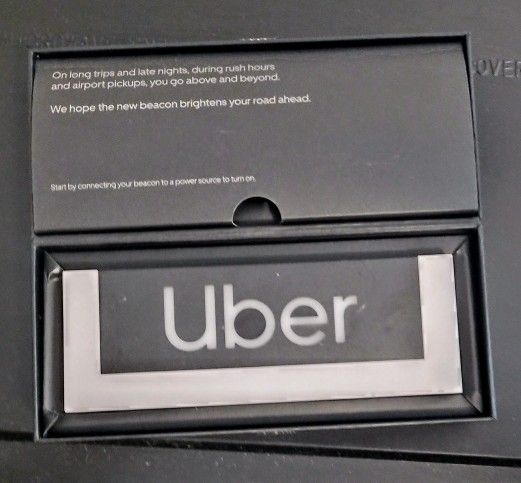 On long trips and late nights, during rush hours
and airport pickups, you go above and beyond.
We hope the new beacon brightens your road ahead.
Start by connecting your beacon to a power source to turn on.
OVER
Uber